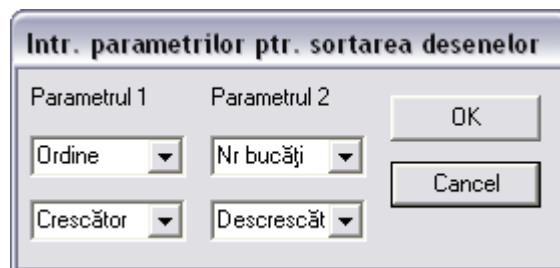 Intr. parametrilor ptr. sortarea desenelor
Parametrul 1 Parametrul 2
OK
Ordine Nr bucăţi
Cancel
Crescător Descrescăt